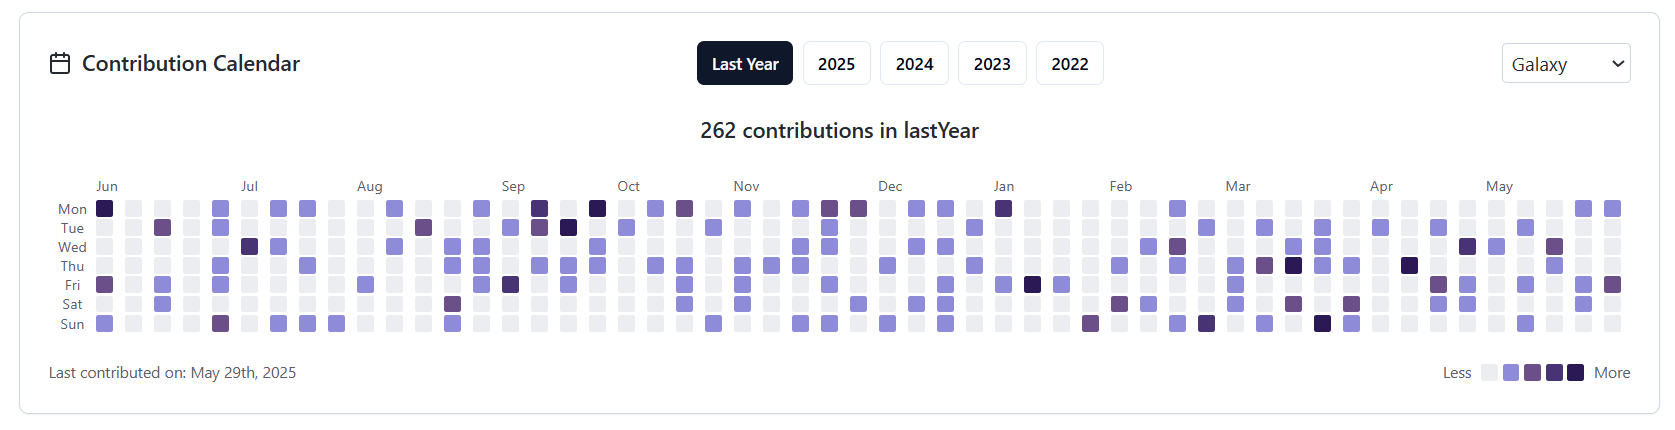 Contribution Calendar
Last Year 2025 2024 2023 2022
Galaxy
262 contributions in lastYear
Jun Jul Aug Sep Oct Nov Dec Jan Feb Mar Apr May
Mon
Tue
Wed
Thu
Fri
Sat
Sun
Last contributed on: May 29th, 2025
Less More